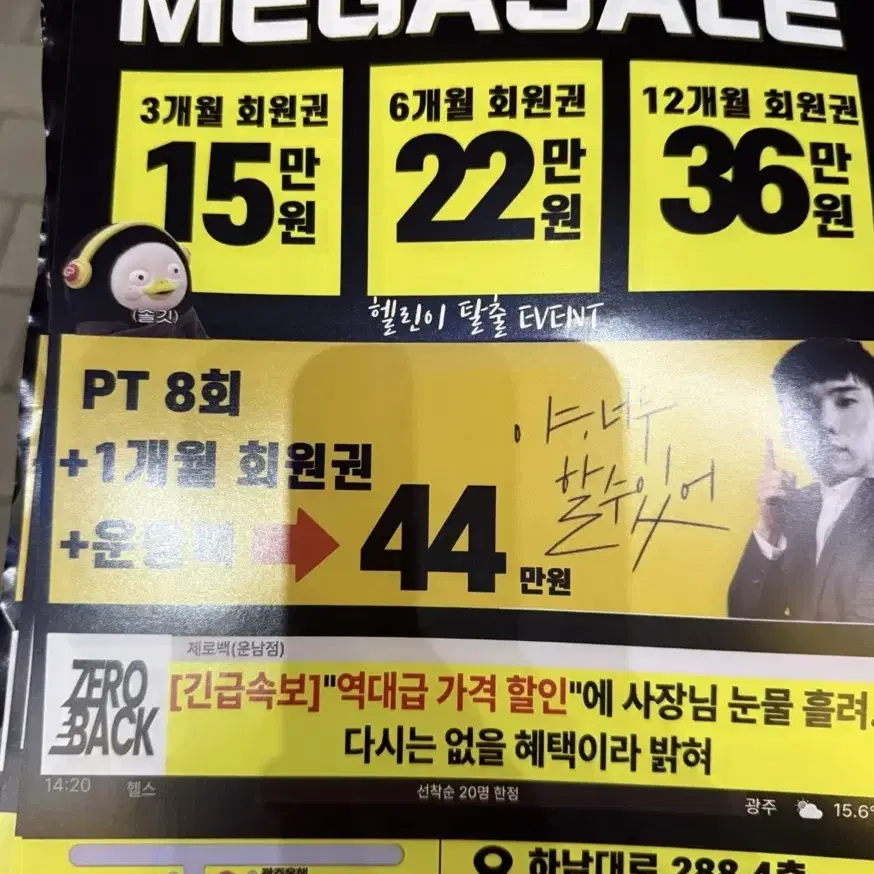 MEGASALE
3개월 회원권
15만원
6개월 회원권
22만원
12개월 회원권
36만원
(솔깃)
헬린이 탈출 EVENT
PT 8회
+1개월 회원권
+운동백
44만원
야, 너두
할 수 있어
제로백(운남점)
ZERO
BACK
[긴급속보]"역대급 가격 할인"에 사장님 눈물 흘려
다시는 없을 혜택이라 밝혀
14:20 헬스
선착순 20명 한정
광주 15.6°
광주은행
하남대로 288 4층